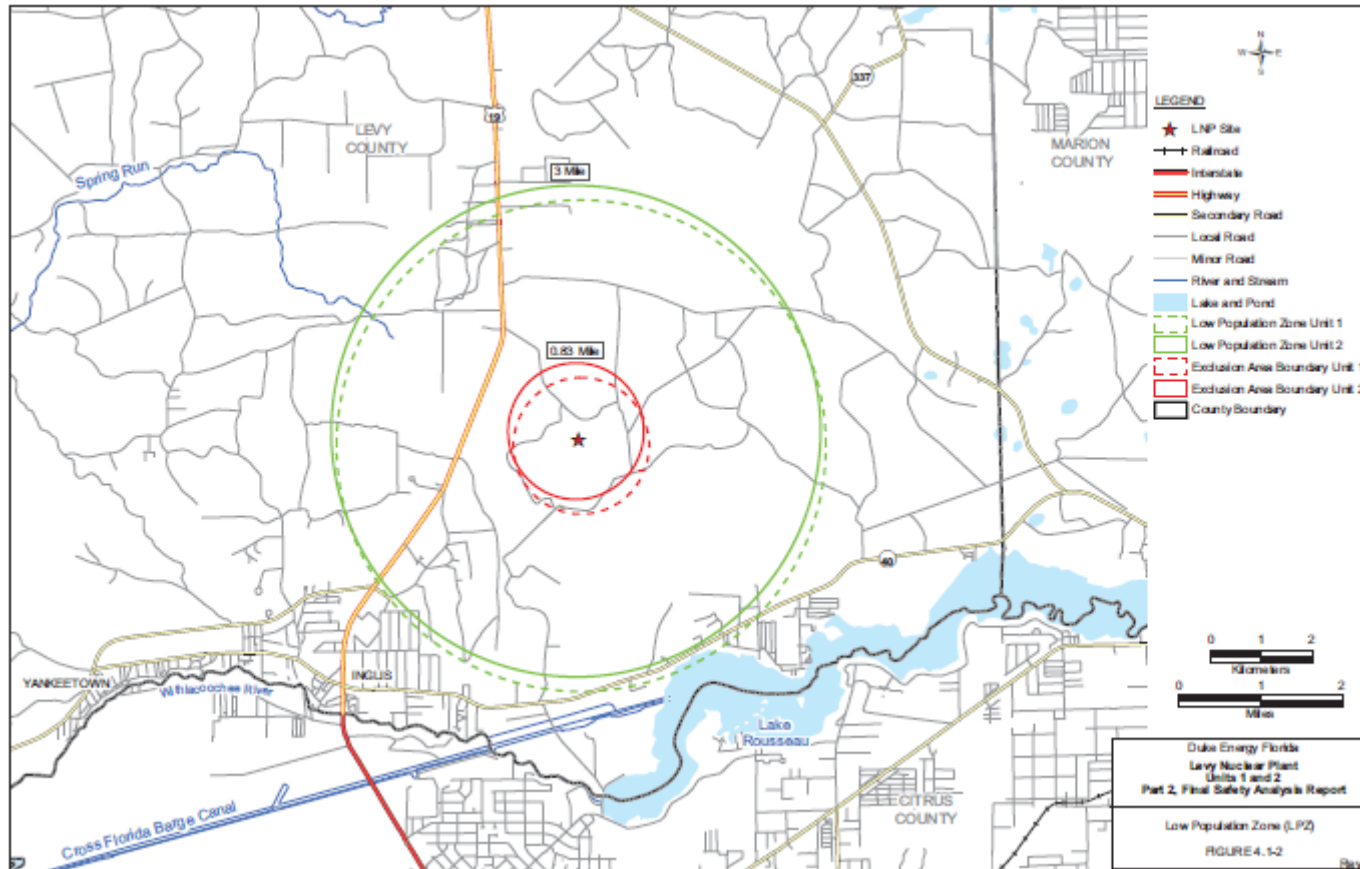 337
19
LEVY
COUNTY
MARION
COUNTY
Spring Run
3 Mile
0.83 Mile
40
YANKEETOWN
INGLIS
Withlacoochee River
Lake
Rousseau
CITRUS
COUNTY
Cross Florida Barge Canal
N
W E
S
LEGEND
LNP Site
Railroad
Interstate
Highway
Secondary Road
Local Road
Minor Road
River and Stream
Lake and Pond
Low Population Zone Unit 1
Low Population Zone Unit 2
Exclusion Area Boundary Unit 1
Exclusion Area Boundary Unit 2
County Boundary
0 1 2
Kilometers
0 1 2
Miles
Duke Energy Florida
Levy Nuclear Plant
Units 1 and 2
Part 2, Final Safety Analysis Report
Low Population Zone (LPZ)
FIGURE 4.1-2
Rev